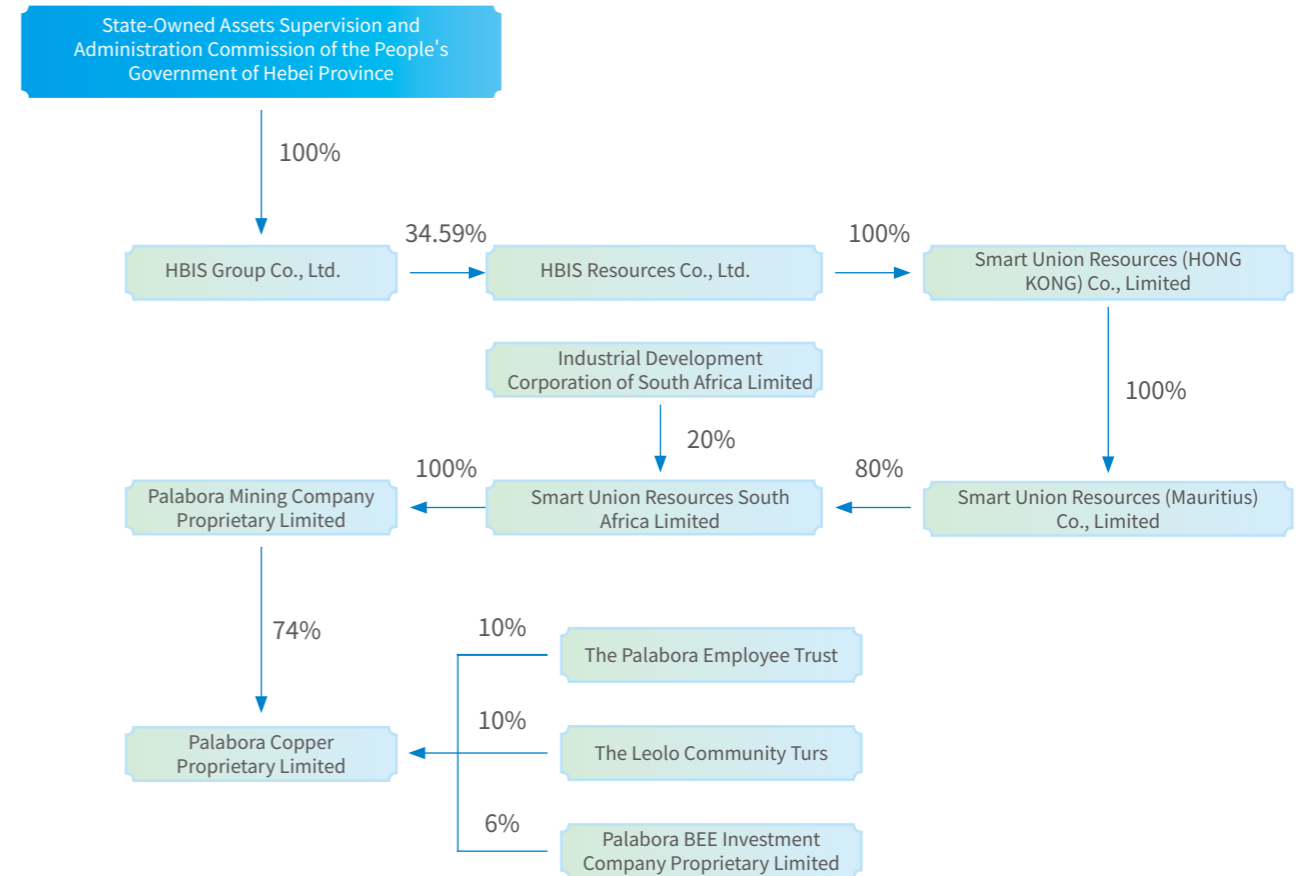 State-Owned Assets Supervision and
Administration Commission of the People's
Government of Hebei Province
100%
HBIS Group Co., Ltd.
34.59%
HBIS Resources Co., Ltd.
100%
Smart Union Resources (HONG
KONG) Co., Limited
Industrial Development
Corporation of South Africa Limited
100%
20%
Palabora Mining Company
Proprietary Limited
100%
Smart Union Resources South
Africa Limited
80%
Smart Union Resources (Mauritius)
Co., Limited
74%
10%
The Palabora Employee Trust
10%
The Leolo Community Turs
Palabora Copper
Proprietary Limited
6%
Palabora BEE Investment
Company Proprietary Limited